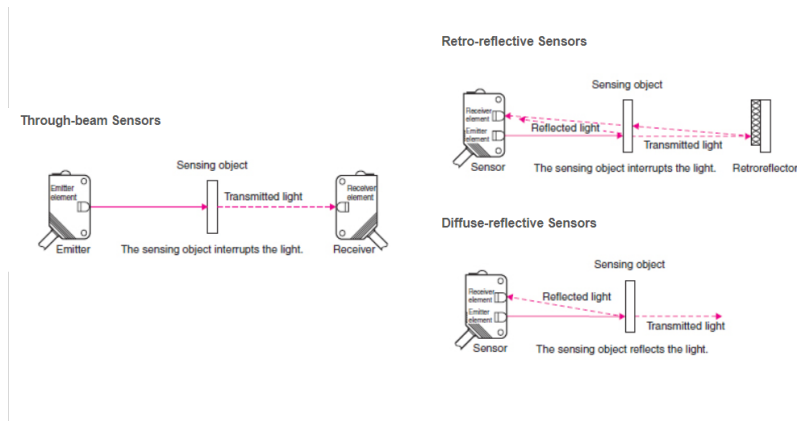 Through-beam Sensors
Sensing object
Emitter
element
Transmitted light
Receiver
element
Emitter
The sensing object interrupts the light.
Receiver
Retro-reflective Sensors
Sensing object
Receiver
element
Emitter
element
Reflected light
Transmitted light
Sensor
The sensing object interrupts the light.
Retroreflector
Diffuse-reflective Sensors
Sensing object
Receiver
element
Emitter
element
Reflected light
Transmitted light
Sensor
The sensing object reflects the light.